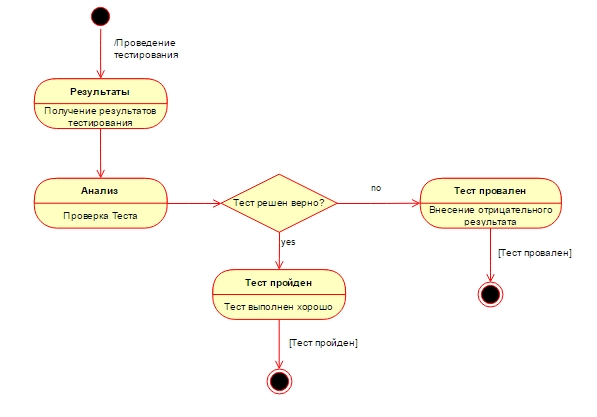 /Проведение
тестирования
Результаты
Получение результатов
тестирования
Анализ
Проверка Теста
Тест решен верно?
no
Тест провален
Внесение отрицательного
результата
[Тест провален]
yes
Тест пройден
Тест выполнен хорошо
[Тест пройден]